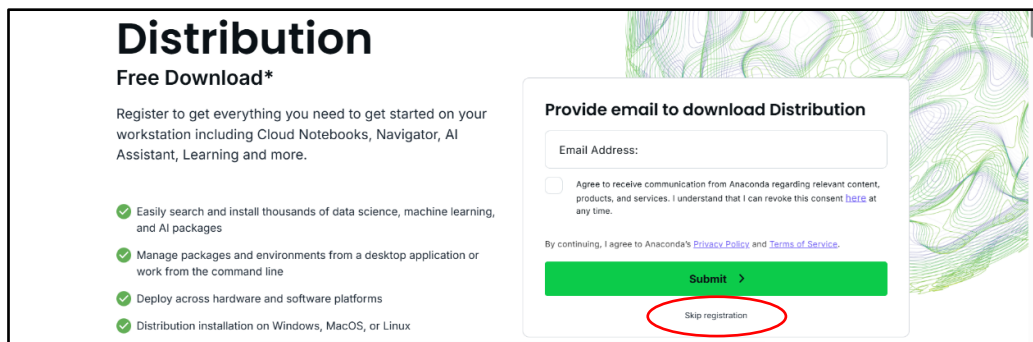 Distribution
Free Download*
Register to get everything you need to get started on your
workstation including Cloud Notebooks, Navigator, AI
Assistant, Learning and more.
Easily search and install thousands of data science, machine learning,
and AI packages
Manage packages and environments from a desktop application or
work from the command line
Deploy across hardware and software platforms
Distribution installation on Windows, MacOS, or Linux
Provide email to download Distribution
Email Address:
Agree to receive communication from Anaconda regarding relevant content,
products, and services. I understand that I can revoke this consent here at
any time.
By continuing, I agree to Anaconda's Privacy Policy and Terms of Service.
Submit >
Skip registration